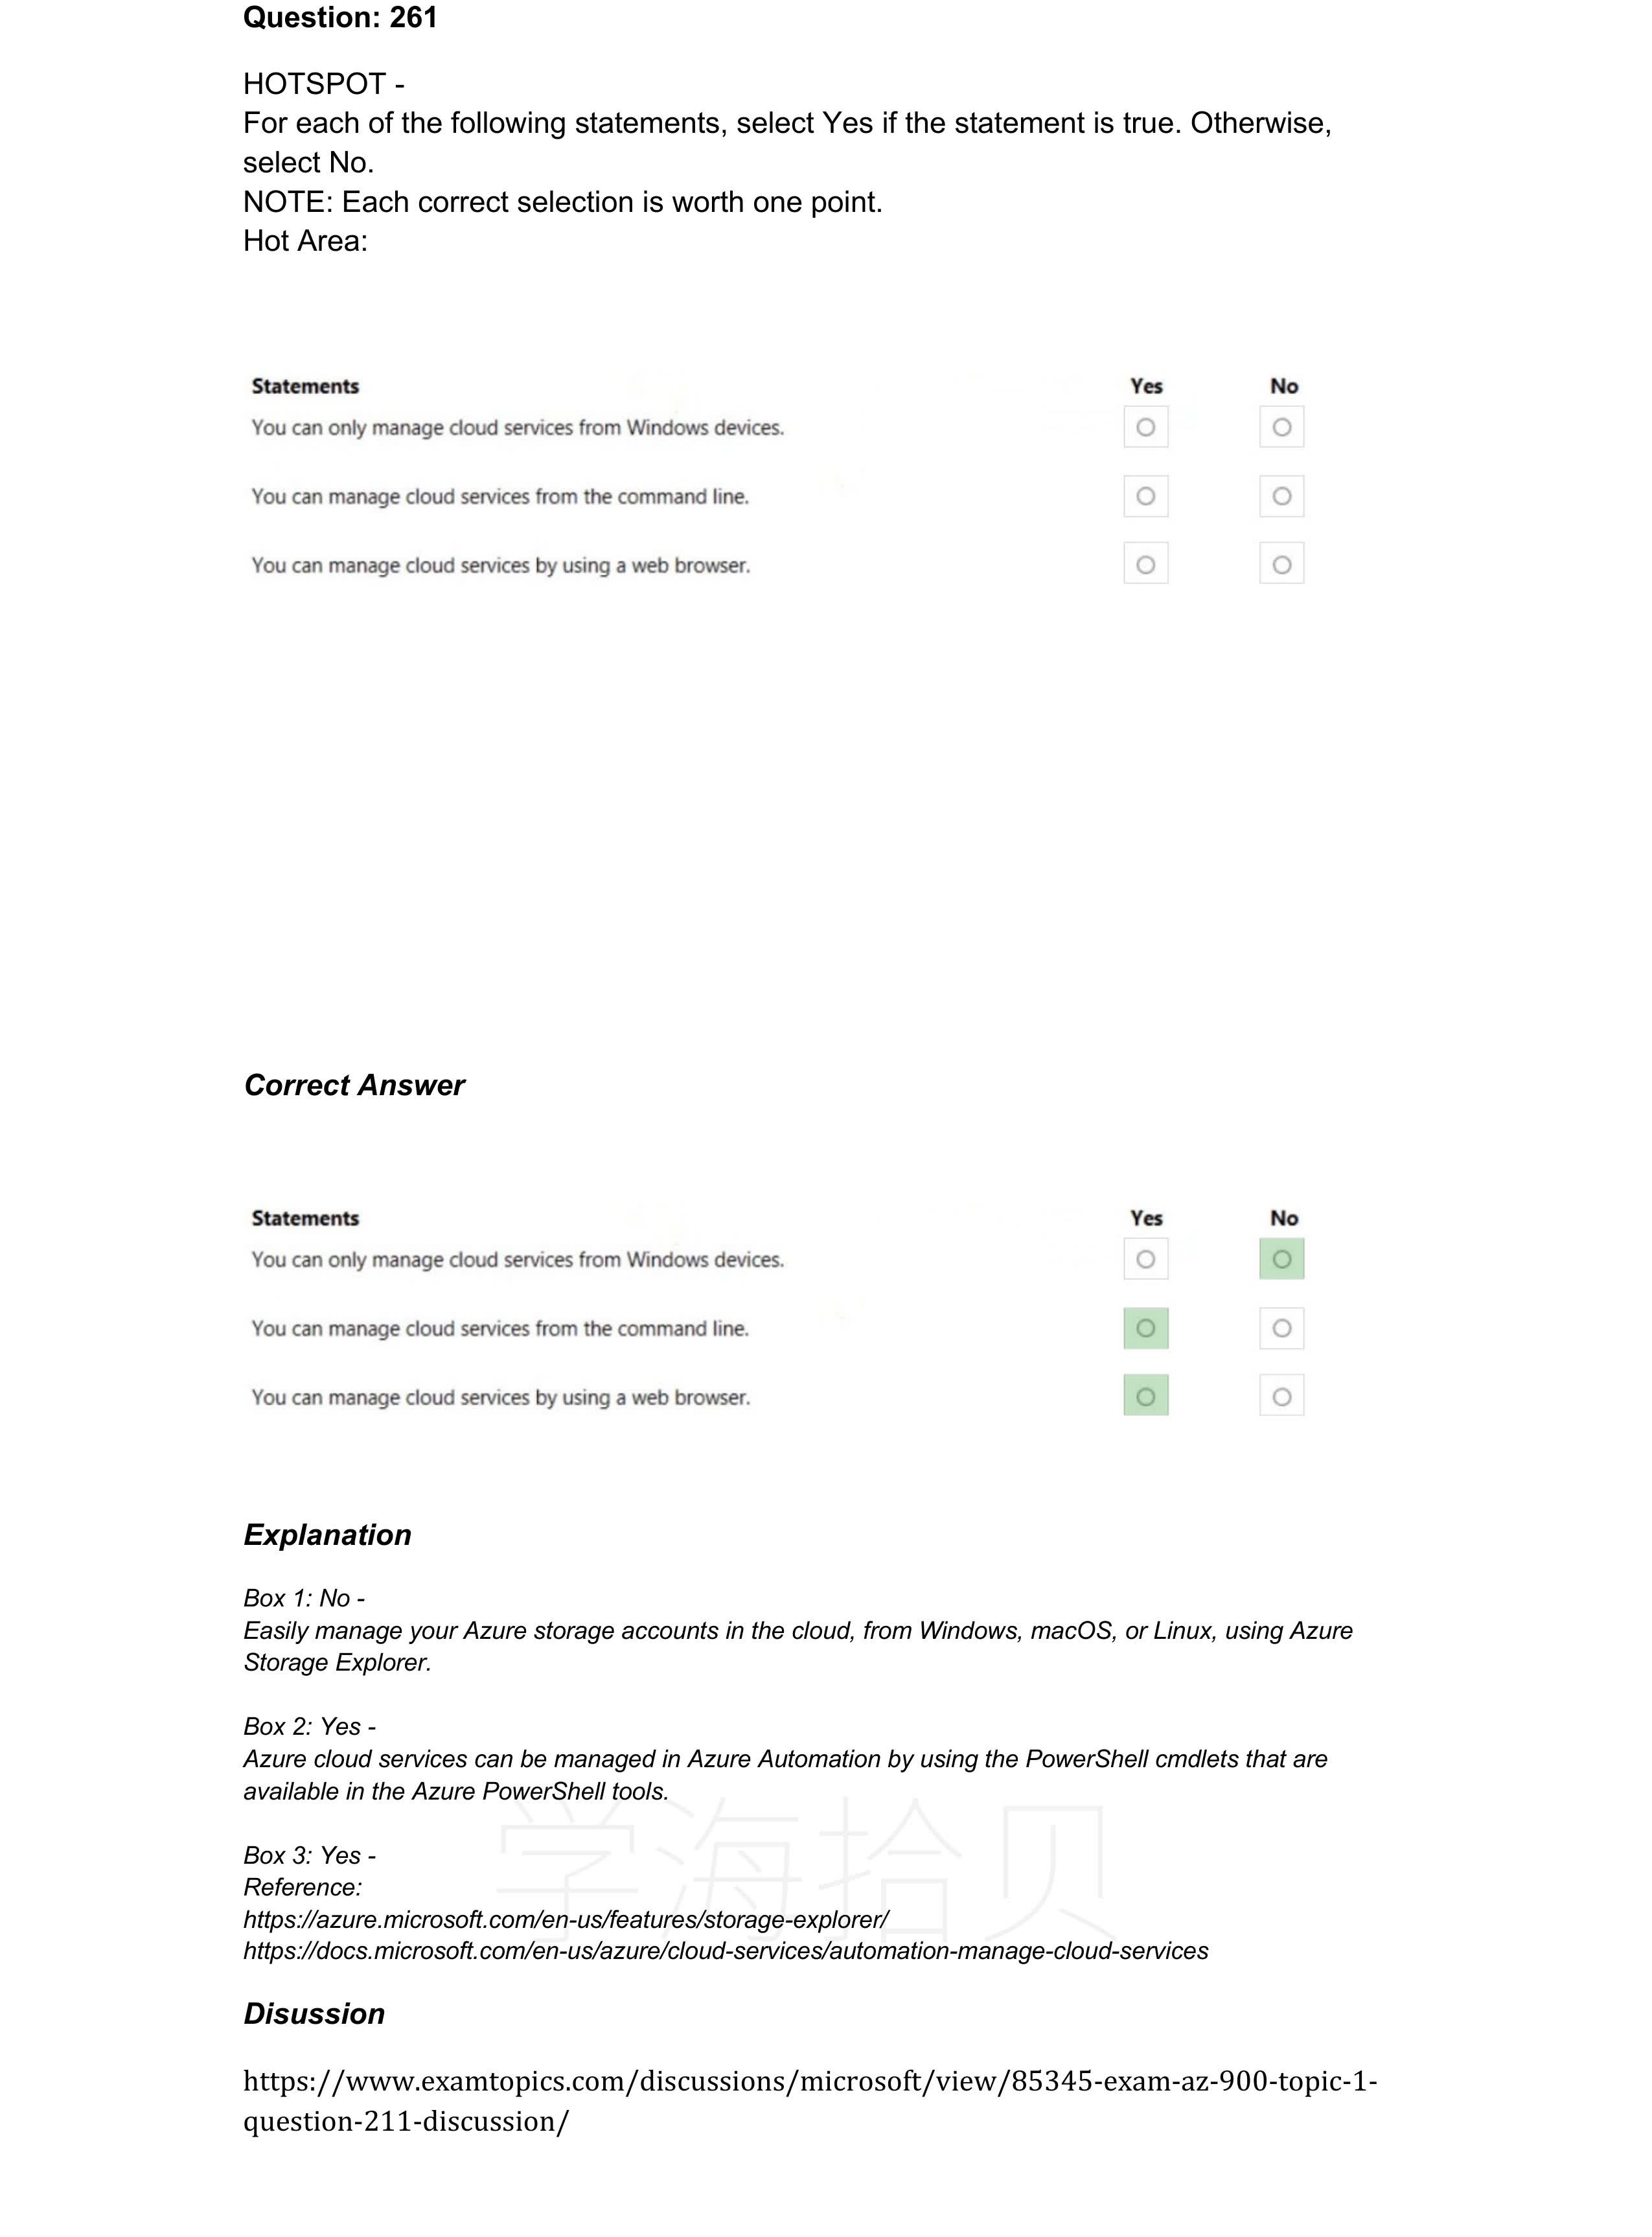 Question: 261
HOTSPOT -
For each of the following statements, select Yes if the statement is true. Otherwise,
select No.
NOTE: Each correct selection is worth one point.
Hot Area:
Statements Yes No
You can only manage cloud services from Windows devices.
You can manage cloud services from the command line.
You can manage cloud services by using a web browser.
Correct Answer
Statements Yes No
You can only manage cloud services from Windows devices.
You can manage cloud services from the command line.
You can manage cloud services by using a web browser.
Explanation
Box 1: No -
Easily manage your Azure storage accounts in the cloud, from Windows, macOS, or Linux, using Azure
Storage Explorer.
Box 2: Yes -
Azure cloud services can be managed in Azure Automation by using the PowerShell cmdlets that are
available in the Azure PowerShell tools.
学海拾贝
Box 3: Yes -
Reference:
https://azure.microsoft.com/en-us/features/storage-explorer/
https://docs.microsoft.com/en-us/azure/cloud-services/automation-manage-cloud-services
Disussion
https://www.examtopics.com/discussions/microsoft/view/85345-exam-az-900-topic-1-
question-211-discussion/